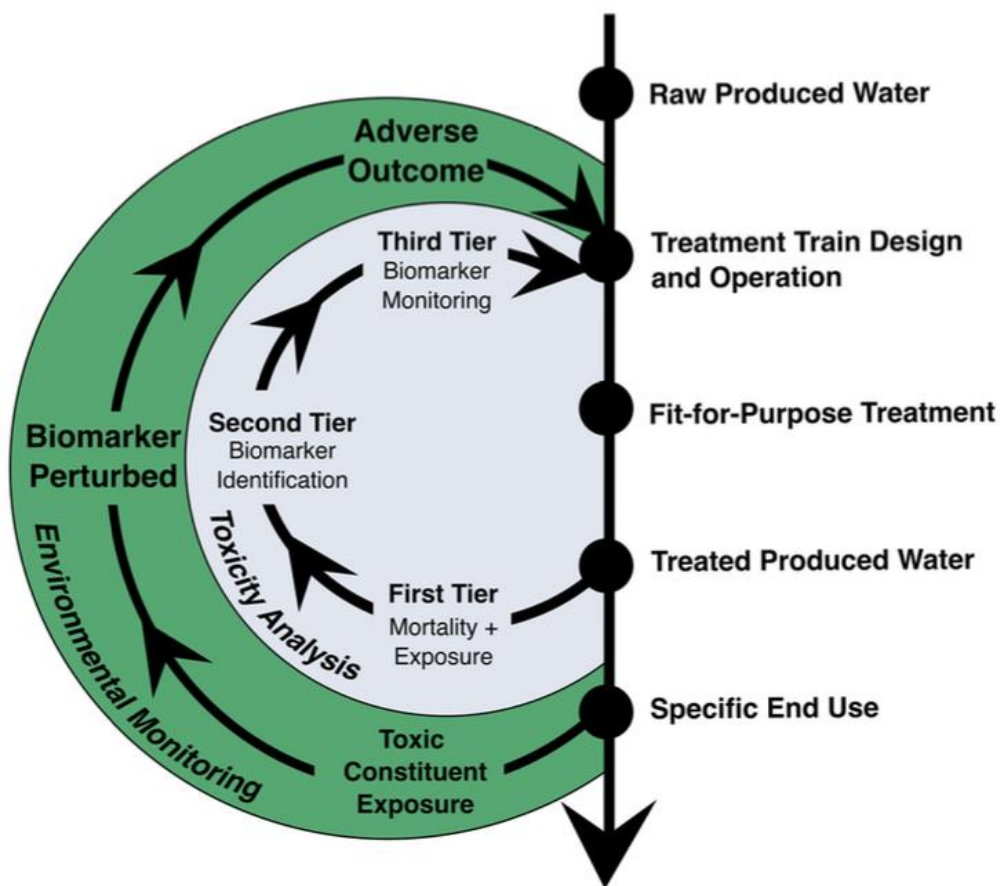 Raw Produced Water
Treatment Train Design
and Operation
Fit-for-Purpose Treatment
Treated Produced Water
Specific End Use
Adverse
Outcome
Biomarker
Perturbed
Toxic
Constituent
Exposure
Environmental Monitoring
Third Tier
Biomarker
Monitoring
Second Tier
Biomarker
Identification
First Tier
Mortality +
Exposure
Toxicity Analysis